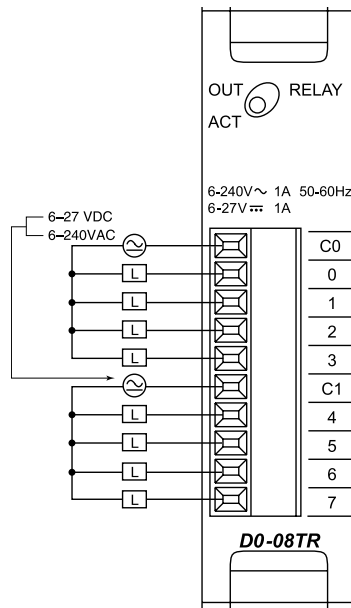 OUT RELAY
ACT
6-240V~ 1A 50-60Hz
6-27V⎓ 1A
6–27 VDC
6–240VAC
C0
L 0
L 1
L 2
L 3
C1
L 4
L 5
L 6
L 7
D0-08TR